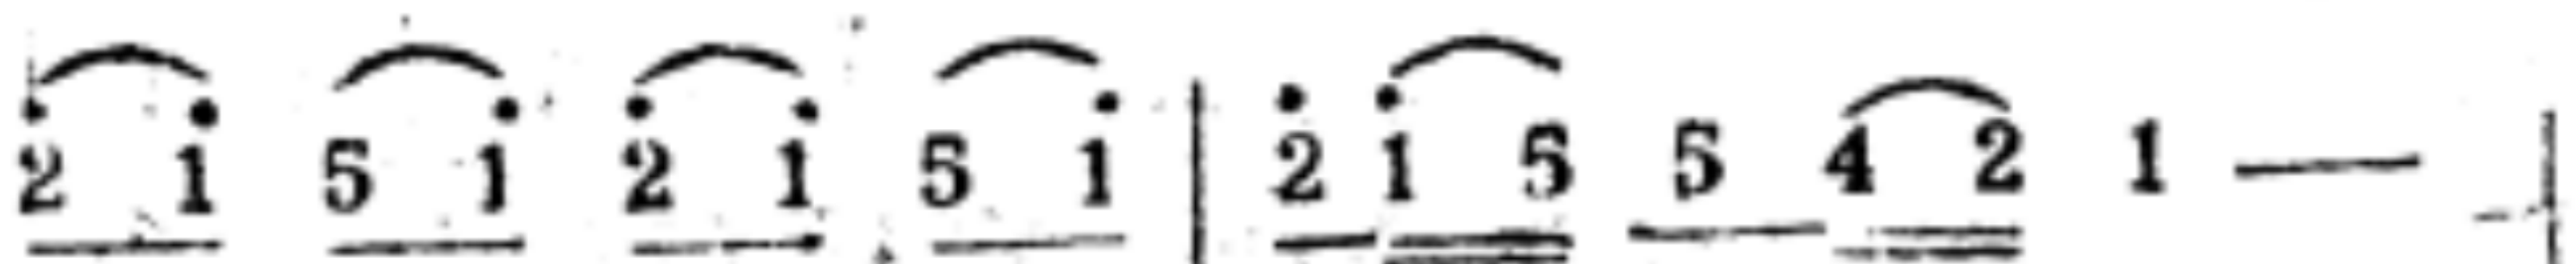 2̇ 1̇ 5 1̇ 2̇ 1̇ 5 1̇ | 2̇ 1̇ 5 5 4 2 1 — |